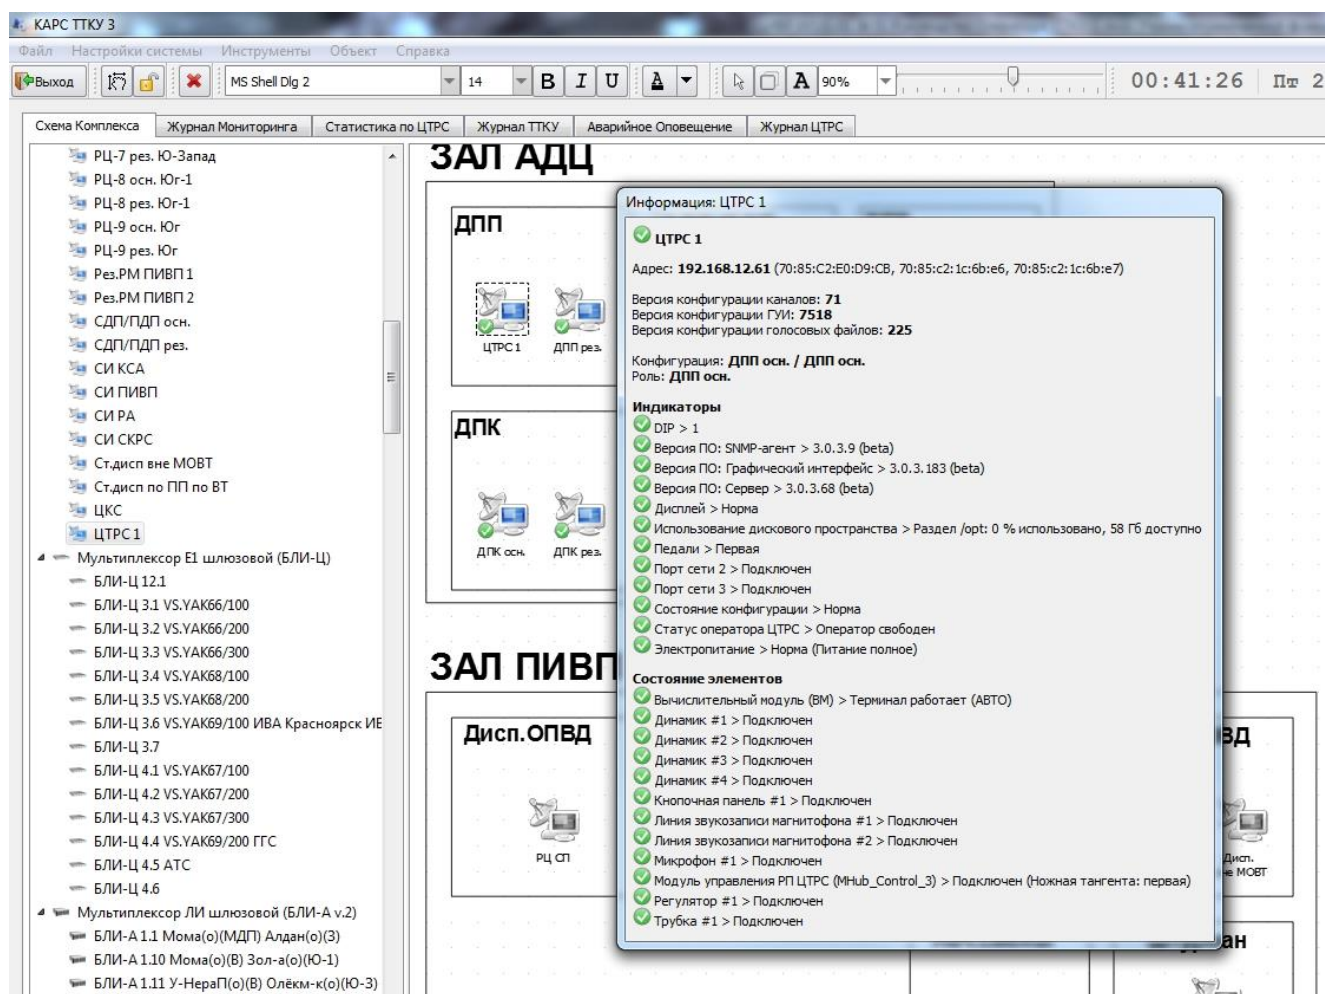 КАРС ТТКУ 3
Файл Настройки системы Инструменты Объект Справка
Выход MS Shell Dlg 2 14 B I U A A 90% 00:41:26 Пт 2
Схема Комплекса Журнал Мониторинга Статистика по ЦТРС Журнал ТТКУ Аварийное Оповещение Журнал ЦТРС
РЦ-7 рез. Ю-Запад
РЦ-8 осн. Юг-1
РЦ-8 рез. Юг-1
РЦ-9 осн. Юг
РЦ-9 рез. Юг
Рез.РМ ПИВП 1
Рез.РМ ПИВП 2
СДП/ПДП осн.
СДП/ПДП рез.
СИ КСА
СИ ПИВП
СИ РА
СИ СКРС
Ст.дисп вне МОВТ
Ст.дисп по ПП по ВТ
ЦКС
ЦТРС 1
Мультиплексор Е1 шлюзовой (БЛИ-Ц)
БЛИ-Ц 12.1
БЛИ-Ц 3.1 VS.YAK66/100
БЛИ-Ц 3.2 VS.YAK66/200
БЛИ-Ц 3.3 VS.YAK66/300
БЛИ-Ц 3.4 VS.YAK68/100
БЛИ-Ц 3.5 VS.YAK68/200
БЛИ-Ц 3.6 VS.YAK69/100 ИВА Красноярск ИЕ
БЛИ-Ц 3.7
БЛИ-Ц 4.1 VS.YAK67/100
БЛИ-Ц 4.2 VS.YAK67/200
БЛИ-Ц 4.3 VS.YAK67/300
БЛИ-Ц 4.4 VS.YAK69/200 ГГС
БЛИ-Ц 4.5 АТС
БЛИ-Ц 4.6
Мультиплексор ЛИ шлюзовой (БЛИ-А v.2)
БЛИ-А 1.1 Мома(о)(МДП) Алдан(о)(З)
БЛИ-А 1.10 Мома(о)(В) Зол-а(о)(Ю-1)
БЛИ-А 1.11 У-НераП(о)(В) Олёкм-к(о)(Ю-З)
ЗАЛ АДЦ
ДПП
ЦТРС 1 ДПП рез.
ДПК
ДПК осн. ДПК рез.
ЗАЛ ПИВП
Дисп.ОПВД
РЦ СП
ВД
Дисп.
МОВТ
Информация: ЦТРС 1
ЦТРС 1
Адрес: 192.168.12.61 (70:85:C2:E0:D9:CB, 70:85:c2:1c:6b:e6, 70:85:c2:1c:6b:e7)
Версия конфигурации каналов: 71
Версия конфигурации ГУИ: 7518
Версия конфигурации голосовых файлов: 225
Конфигурация: ДПП осн. / ДПП осн.
Роль: ДПП осн.
Индикаторы
DIP > 1
Версия ПО: SNMP-агент > 3.0.3.9 (beta)
Версия ПО: Графический интерфейс > 3.0.3.183 (beta)
Версия ПО: Сервер > 3.0.3.68 (beta)
Дисплей > Норма
Использование дискового пространства > Раздел /opt: 0 % использовано, 58 Гб доступно
Педали > Первая
Порт сети 2 > Подключен
Порт сети 3 > Подключен
Состояние конфигурации > Норма
Статус оператора ЦТРС > Оператор свободен
Электропитание > Норма (Питание полное)
Состояние элементов
Вычислительный модуль (ВМ) > Терминал работает (АВТО)
Динамик #1 > Подключен
Динамик #2 > Подключен
Динамик #3 > Подключен
Динамик #4 > Подключен
Кнопочная панель #1 > Подключен
Линия звукозаписи магнитофона #1 > Подключен
Линия звукозаписи магнитофона #2 > Подключен
Микрофон #1 > Подключен
Модуль управления РП ЦТРС (MHub_Control_3) > Подключен (Ножная тангента: первая)
Регулятор #1 > Подключен
Трубка #1 > Подключен